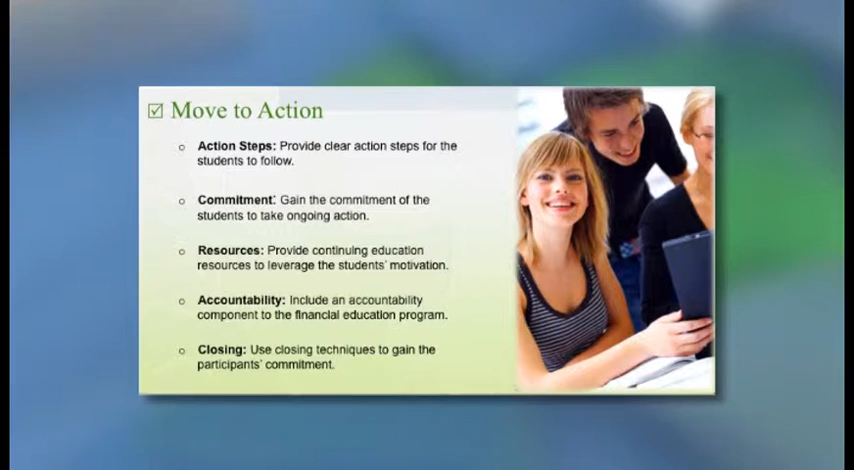 Move to Action
Action Steps: Provide clear action steps for the
students to follow.
Commitment: Gain the commitment of the
students to take ongoing action.
Resources: Provide continuing education
resources to leverage the students' motivation.
Accountability: Include an accountability
component to the financial education program.
Closing: Use closing techniques to gain the
participants' commitment.